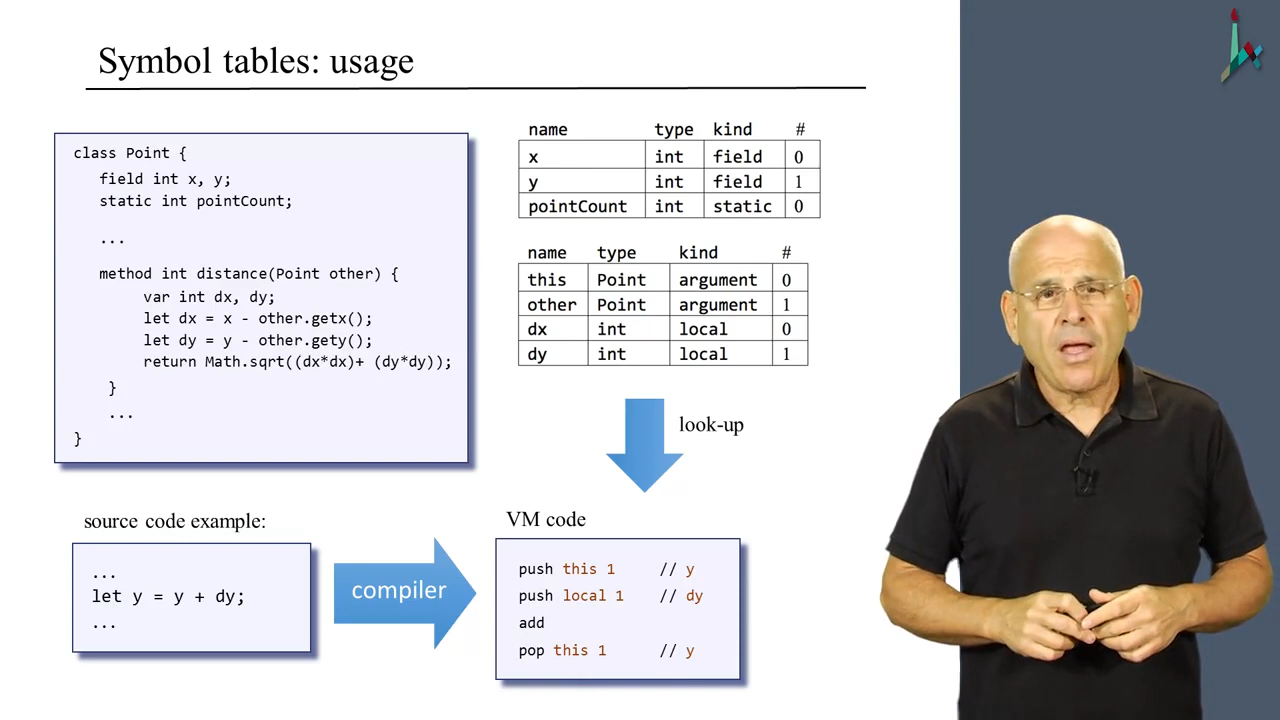 Symbol tables: usage
class Point {
field int x, y;
static int pointCount;
...
method int distance(Point other) {
var int dx, dy;
let dx = x - other.getx();
let dy = y - other.gety();
return Math.sqrt((dx*dx)+ (dy*dy));
}
...
}
name type kind #
x int field 0
y int field 1
pointCount int static 0
name type kind #
this Point argument 0
other Point argument 1
dx int local 0
dy int local 1
look-up
source code example:
...
let y = y + dy;
...
compiler
VM code
push this 1 // y
push local 1 // dy
add
pop this 1 // y